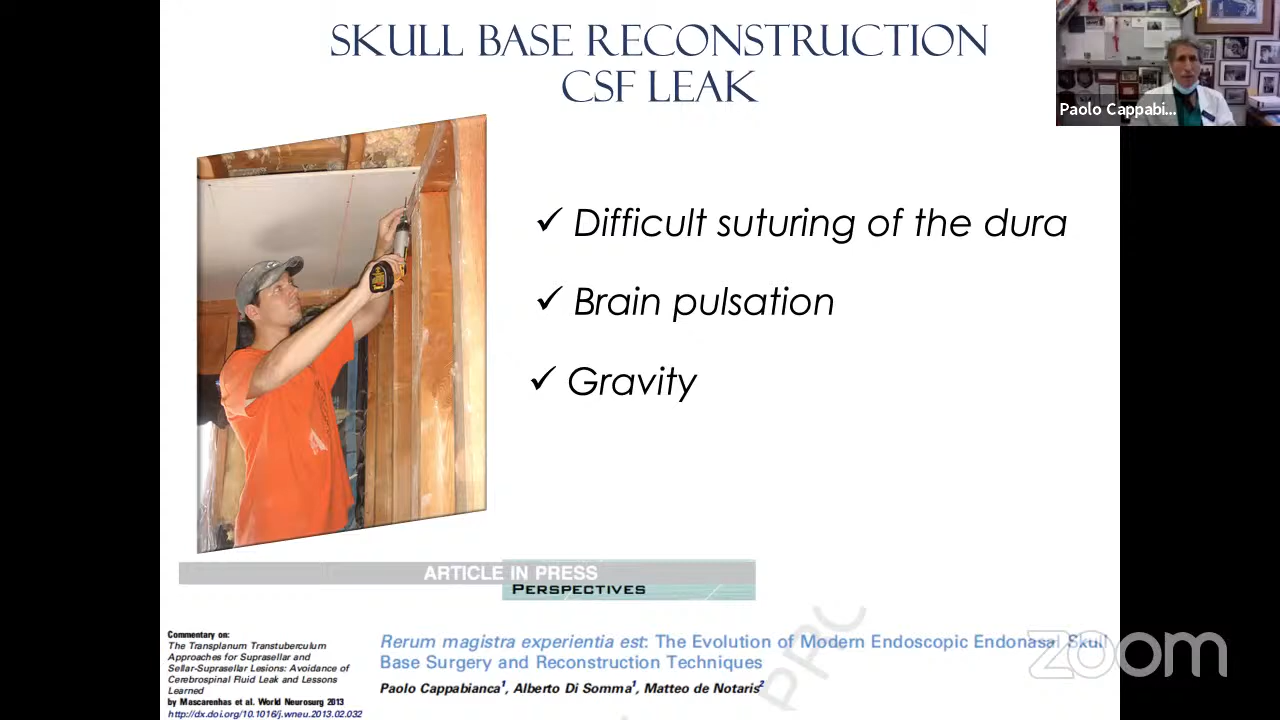 SKULL BASE RECONSTRUCTION
CSF LEAK
Paolo Cappabi...
✓ Difficult suturing of the dura
✓ Brain pulsation
✓ Gravity
ARTICLE IN PRESS
PERSPECTIVES
Commentary on:
The Transplanum Transtuberculum
Approaches for Suprasellar and
Sellar-Suprasellar Lesions: Avoidance of
Cerebrospinal Fluid Leak and Lessons
Learned
by Mascarenhas et al. World Neurosurg 2013
http://dx.doi.org/10.1016/j.wneu.2013.02.032
Rerum magistra experientia est: The Evolution of Modern Endoscopic Endonasal Skull
Base Surgery and Reconstruction Techniques
Paolo Cappabianca1, Alberto Di Somma1, Matteo de Notaris2
zoom